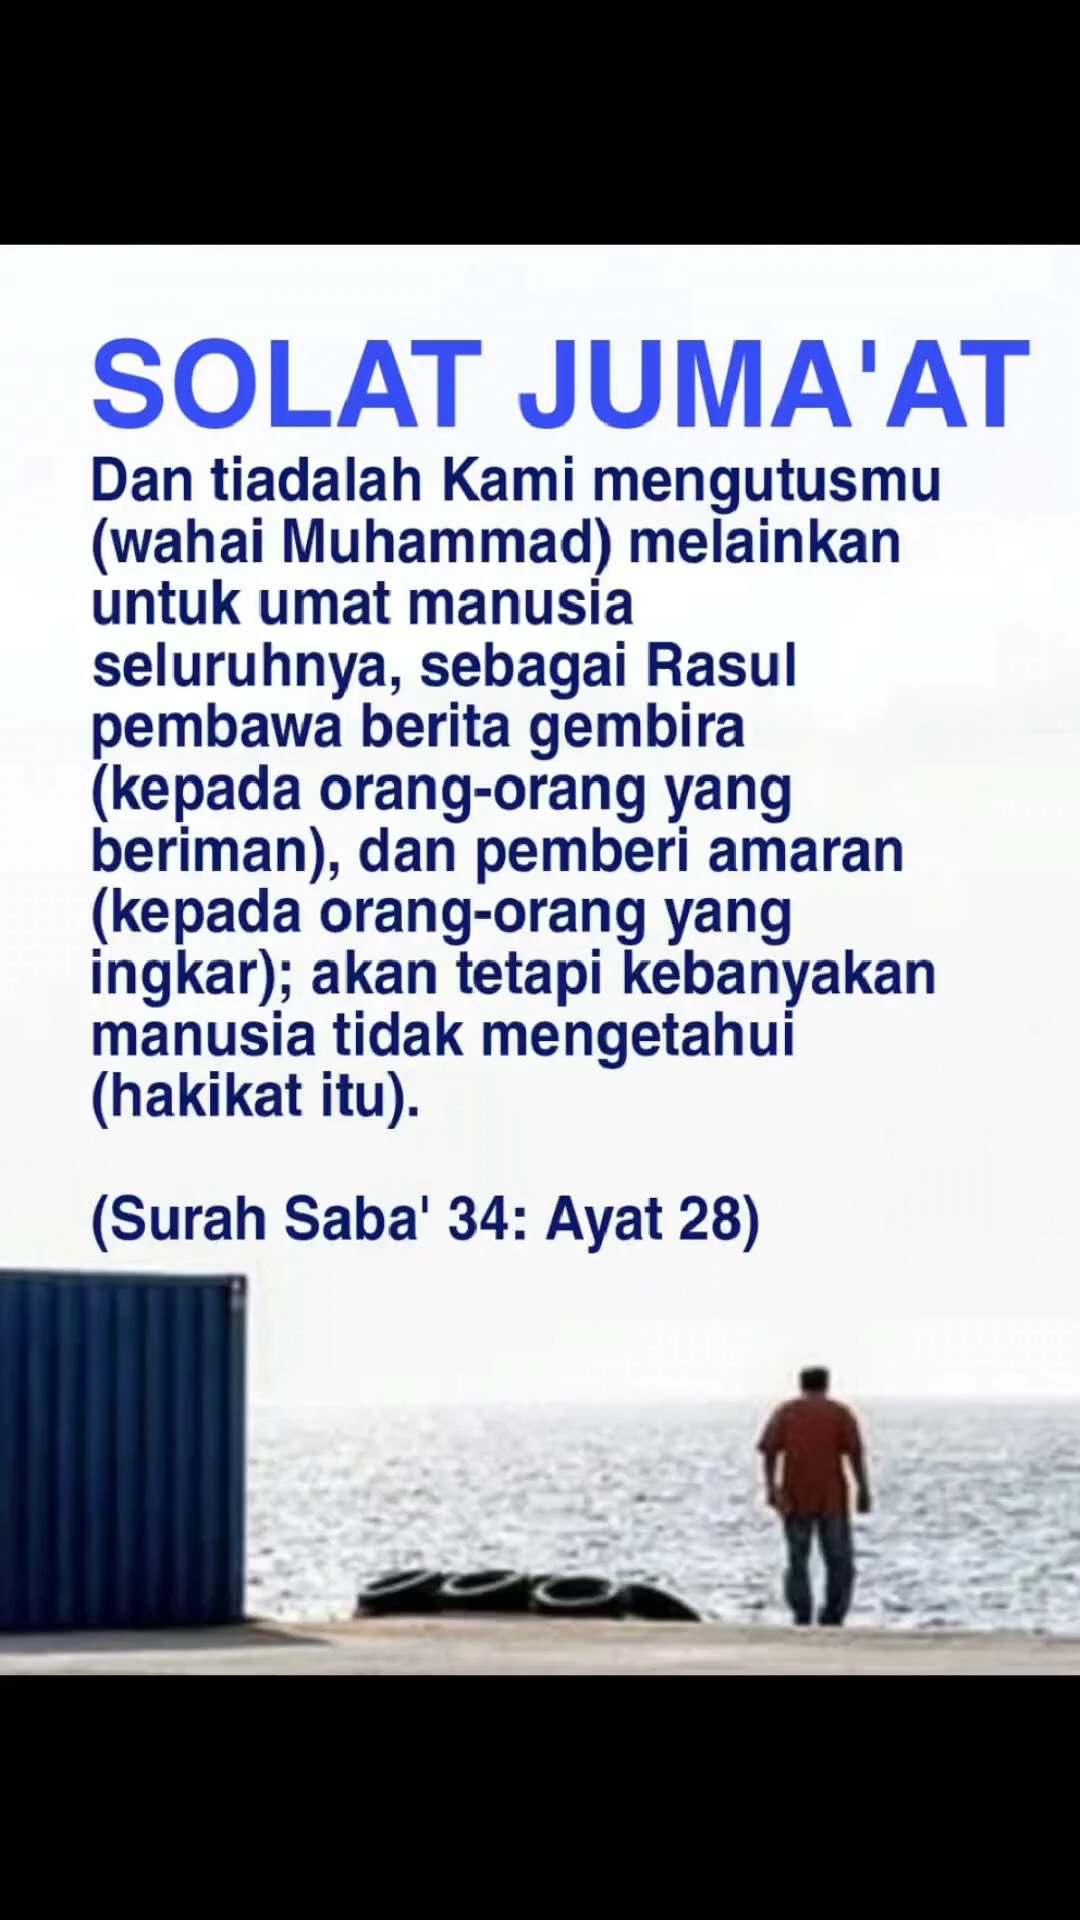 SOLAT JUMA'AT
Dan tiadalah Kami mengutusmu
(wahai Muhammad) melainkan
untuk umat manusia
seluruhnya, sebagai Rasul
pembawa berita gembira
(kepada orang-orang yang
beriman), dan pemberi amaran
(kepada orang-orang yang
ingkar); akan tetapi kebanyakan
manusia tidak mengetahui
(hakikat itu).
(Surah Saba' 34: Ayat 28)